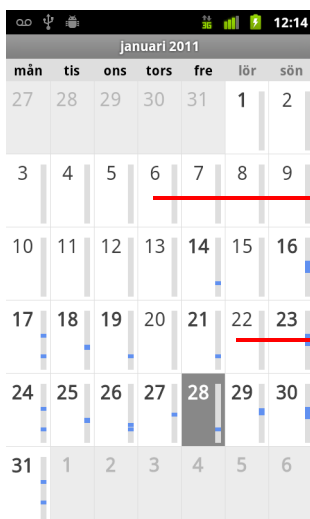 3G 12:14
januari 2011
mån tis ons tors fre lör sön
27 28 29 30 31 1 2
3 4 5 6 7 8 9
10 11 12 13 14 15 16
17 18 19 20 21 22 23
24 25 26 27 28 29 30
31 1 2 3 4 5 6